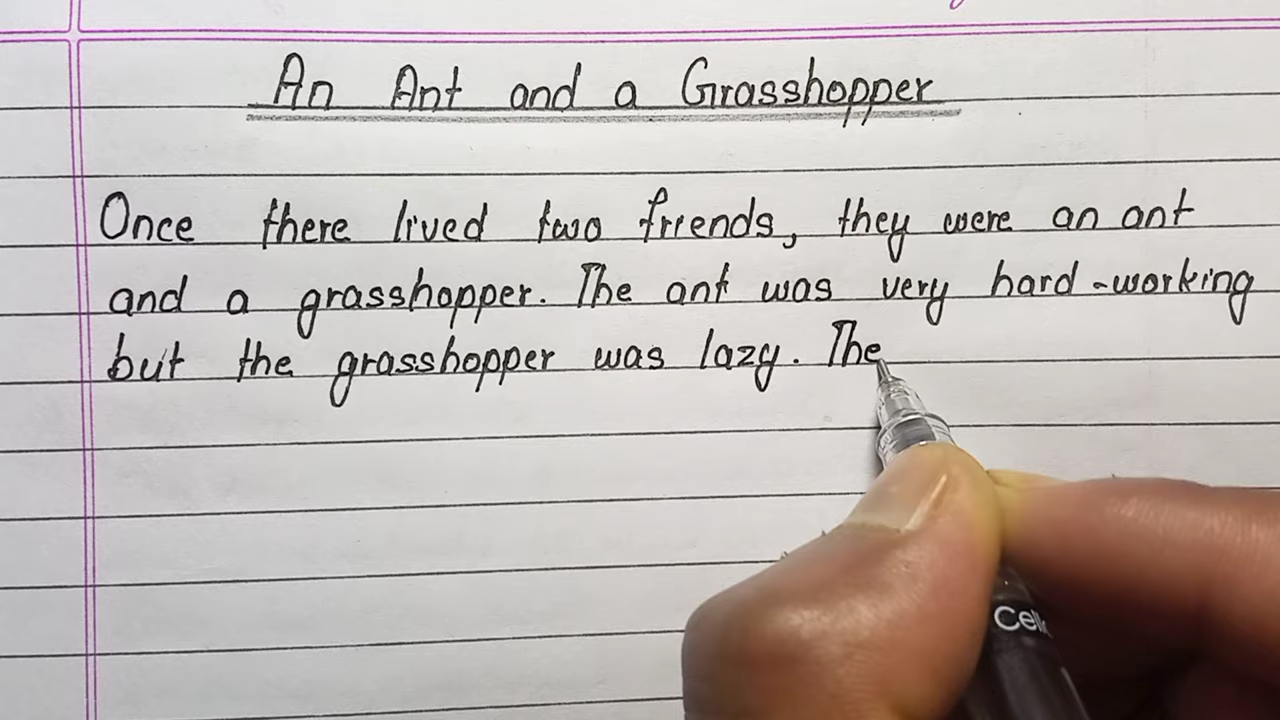 An Ant and a Grasshopper
Once there lived two friends, they were an ant
and a grasshopper. The ant was very hard-working
but the grasshopper was lazy. The